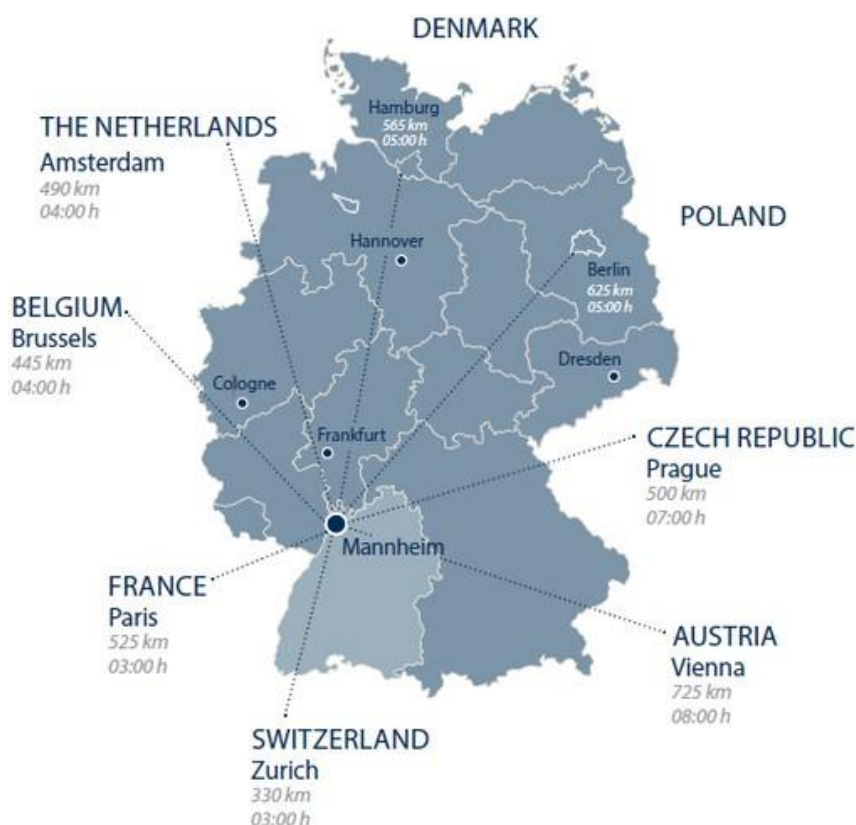 DENMARK
Hamburg
565 km
05:00 h
THE NETHERLANDS
Amsterdam
490 km
04:00 h
POLAND
Hannover
Berlin
625 km
05:00 h
BELGIUM
Brussels
445 km
04:00 h
Dresden
Cologne
Frankfurt
CZECH REPUBLIC
Prague
500 km
07:00 h
Mannheim
FRANCE
Paris
525 km
03:00 h
AUSTRIA
Vienna
725 km
08:00 h
SWITZERLAND
Zurich
330 km
03:00 h